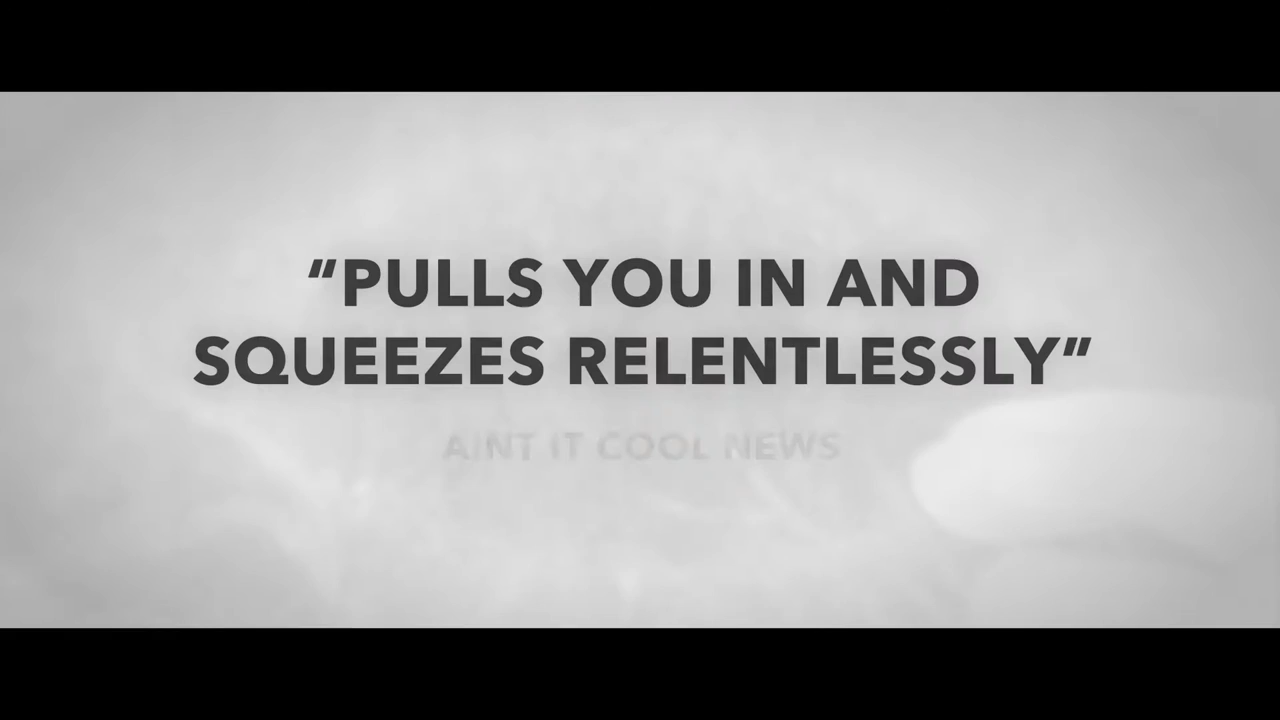 “PULLS YOU IN AND
SQUEEZES RELENTLESSLY”
AINT IT COOL NEWS